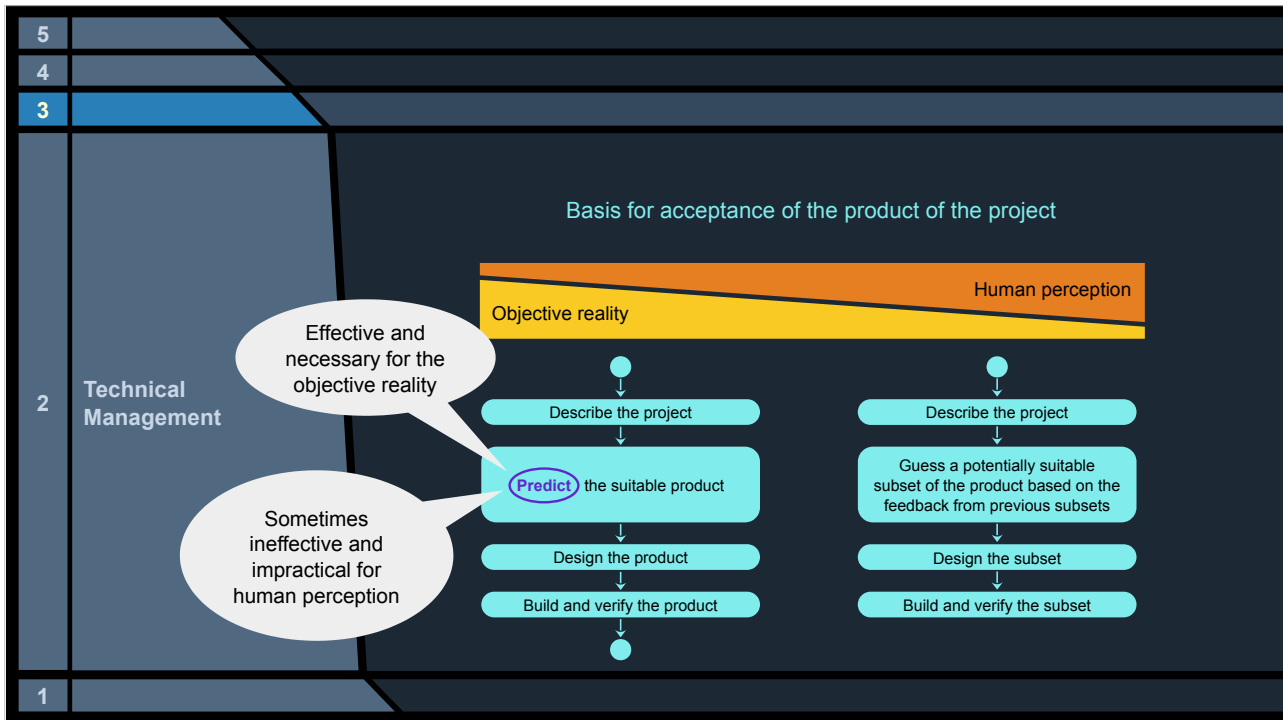 5
4
3
2
Technical
Management
1
Basis for acceptance of the product of the project
Human perception
Objective reality
Effective and
necessary for the
objective reality
Sometimes
ineffective and
impractical for
human perception
Describe the project
Predict the suitable product
Design the product
Build and verify the product
Describe the project
Guess a potentially suitable
subset of the product based on the
feedback from previous subsets
Design the subset
Build and verify the subset